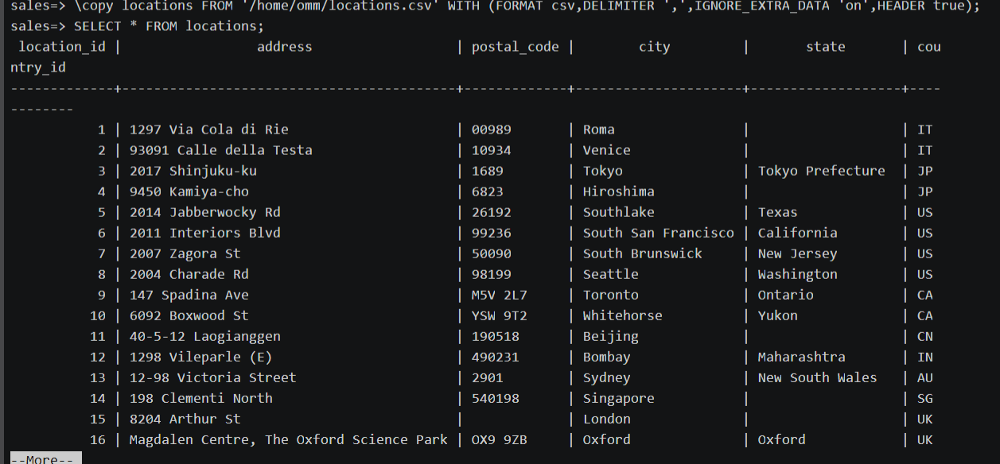 sales=> \copy locations FROM '/home/omm/locations.csv' WITH (FORMAT csv,DELIMITER ',',IGNORE_EXTRA_DATA 'on',HEADER true);
sales=> SELECT * FROM locations;
 location_id |                 address                  | postal_code |        city         |       state       | cou
ntry_id
-------------+------------------------------------------+-------------+---------------------+-------------------+----
--------
           1 | 1297 Via Cola di Rie                     | 00989       | Roma                |                   | IT
           2 | 93091 Calle della Testa                  | 10934       | Venice              |                   | IT
           3 | 2017 Shinjuku-ku                         | 1689        | Tokyo               | Tokyo Prefecture  | JP
           4 | 9450 Kamiya-cho                          | 6823        | Hiroshima           |                   | JP
           5 | 2014 Jabberwocky Rd                      | 26192       | Southlake           | Texas             | US
           6 | 2011 Interiors Blvd                      | 99236       | South San Francisco | California        | US
           7 | 2007 Zagora St                           | 50090       | South Brunswick     | New Jersey        | US
           8 | 2004 Charade Rd                          | 98199       | Seattle             | Washington        | US
           9 | 147 Spadina Ave                          | M5V 2L7     | Toronto             | Ontario           | CA
          10 | 6092 Boxwood St                          | YSW 9T2     | Whitehorse          | Yukon             | CA
          11 | 40-5-12 Laogianggen                      | 190518      | Beijing             |                   | CN
          12 | 1298 Vileparle (E)                       | 490231      | Bombay              | Maharashtra       | IN
          13 | 12-98 Victoria Street                    | 2901        | Sydney              | New South Wales   | AU
          14 | 198 Clementi North                       | 540198      | Singapore           |                   | SG
          15 | 8204 Arthur St                           |             | London              |                   | UK
          16 | Magdalen Centre, The Oxford Science Park | OX9 9ZB     | Oxford              | Oxford            | UK
--More--